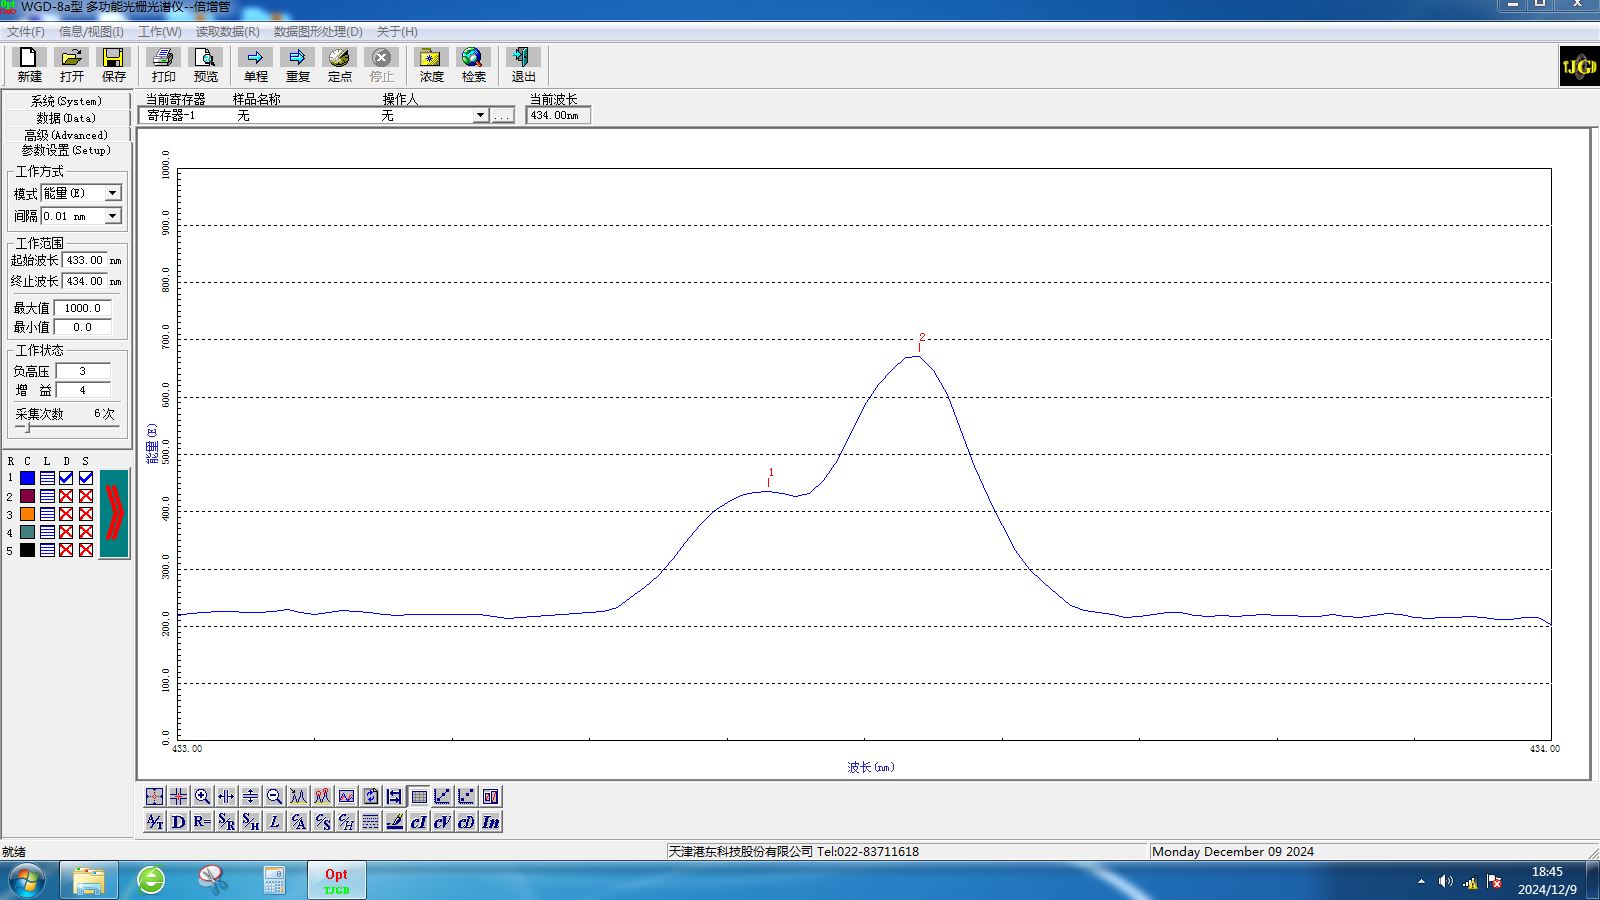 WGD-8a型 多功能光栅光谱仪--倍增管
文件(F) 信息/视图(I) 工作(W) 读取数据(R) 数据图形处理(D) 关于(H)
新建 打开 保存 打印 预览 单程 重复 定点 停止 浓度 检索 退出
TJGD
系统(System)
数据(Data)
高级(Advanced)
参数设置(Setup)
当前寄存器 样品名称 操作人 当前波长
寄存器-1 无 无 ... 434.00nm
工作方式
模式 能量(E)
间隔 0.01 nm
工作范围
起始波长 433.00 nm
终止波长 434.00 nm
最大值 1000.0
最小值 0.0
工作状态
负高压 3
增 益 4
采集次数 6次
R C L D S
1
2
3
4
5
1000.0
900.0
800.0
700.0
600.0
500.0
400.0
300.0
200.0
100.0
0.0
能量(E)
1
2
433.00 434.00
波长(nm)
A/T D R= S/R S/H L C/A C/S C/H cI cV cD In
就绪 天津港东科技股份有限公司 Tel:022-83711618 Monday December 09 2024
Opt
TJGD
18:45
2024/12/9